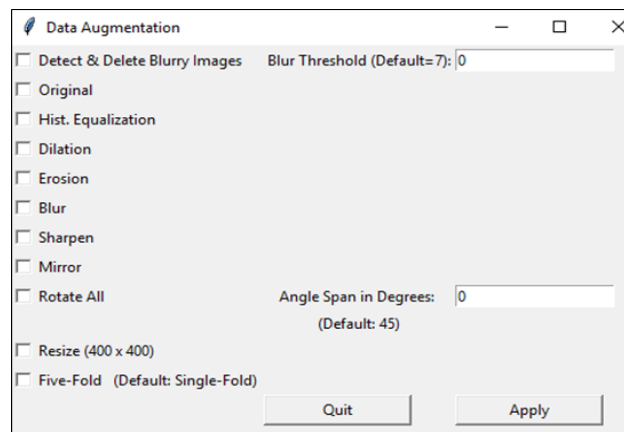 Data Augmentation
Detect & Delete Blurry Images Blur Threshold (Default=7): 0
Original
Hist. Equalization
Dilation
Erosion
Blur
Sharpen
Mirror
Rotate All Angle Span in Degrees: 0
(Default: 45)
Resize (400 x 400)
Five-Fold (Default: Single-Fold)
Quit Apply